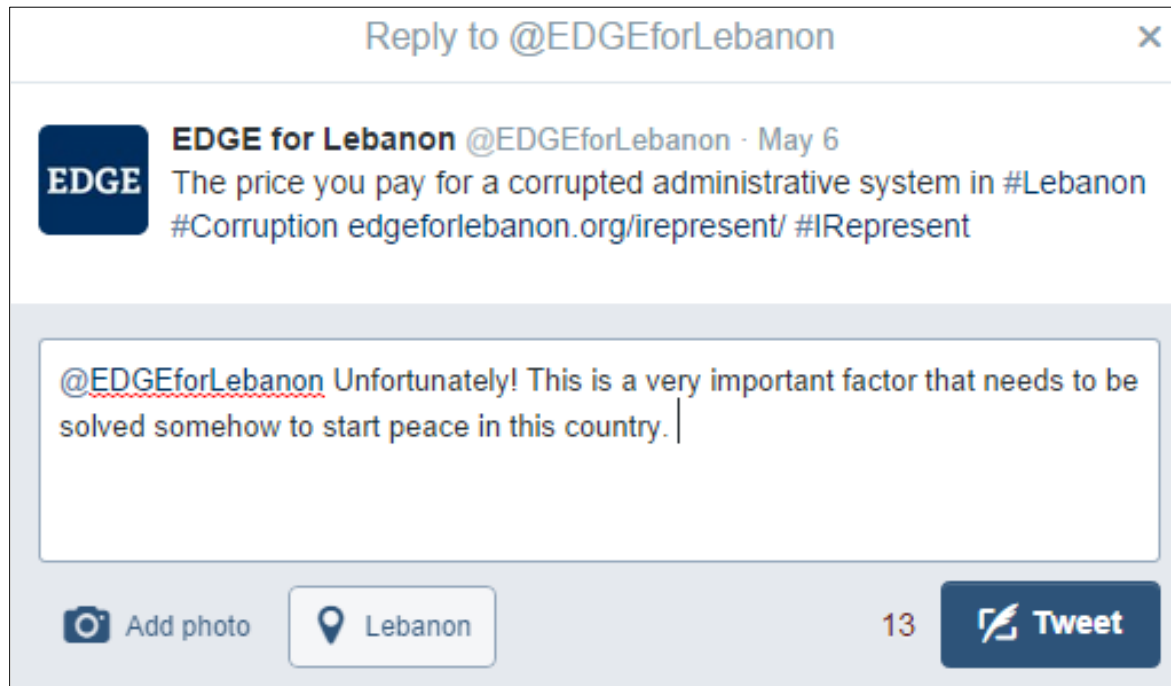 Reply to @EDGEforLebanon ×
EDGE for Lebanon @EDGEforLebanon · May 6
EDGE
The price you pay for a corrupted administrative system in #Lebanon
#Corruption edgeforlebanon.org/irepresent/ #IRepresent
@EDGEforLebanon Unfortunately! This is a very important factor that needs to be
solved somehow to start peace in this country.
Add photo Lebanon 13 Tweet